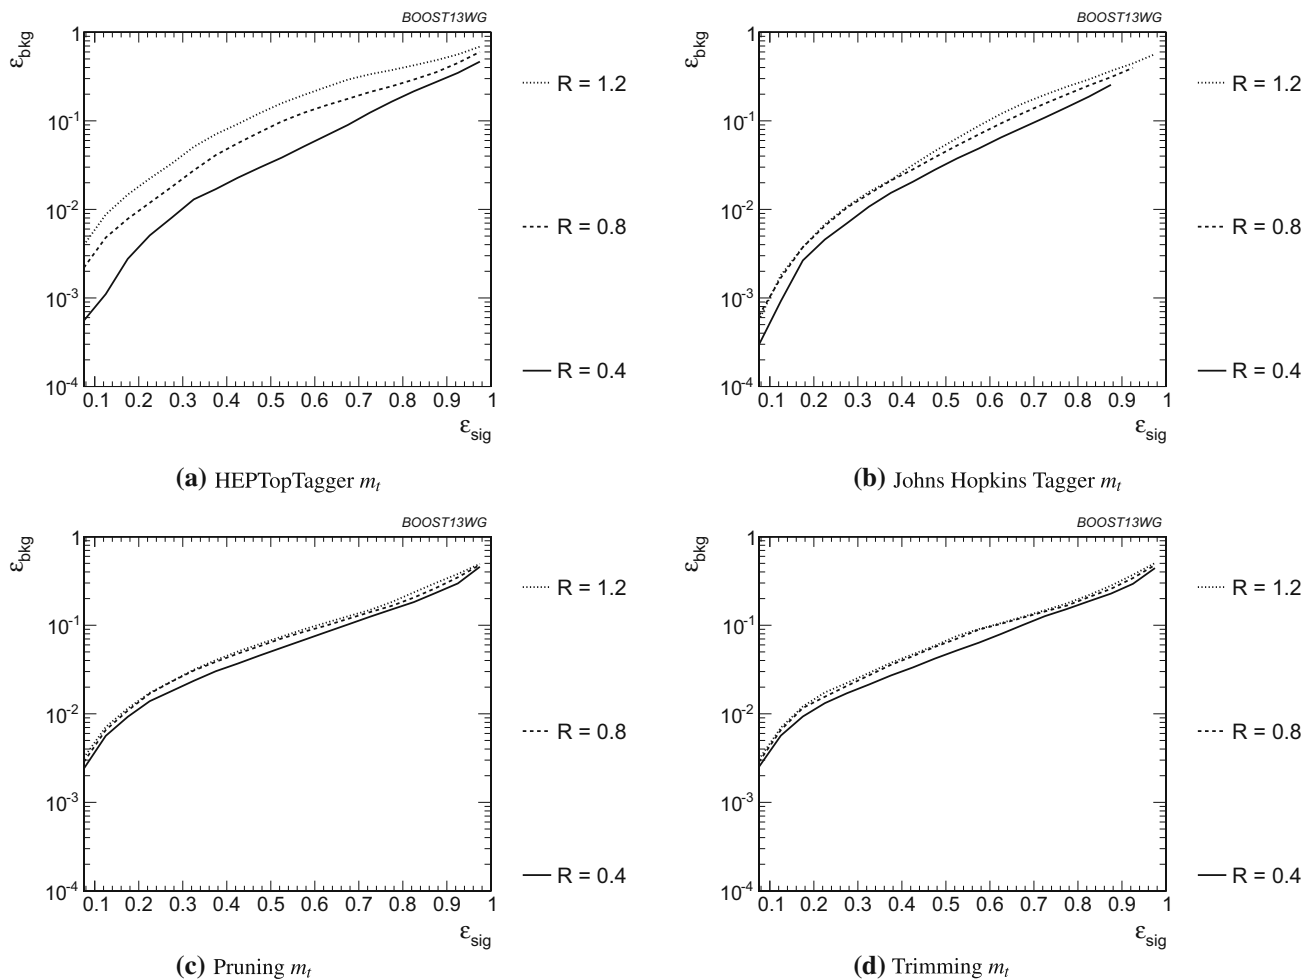 BOOST13WG
ε_bkg
1
10^-1
10^-2
10^-3
10^-4
0.1 0.2 0.3 0.4 0.5 0.6 0.7 0.8 0.9 1
ε_sig
R = 1.2
R = 0.8
R = 0.4
(a) HEPTopTagger m_t
BOOST13WG
ε_bkg
1
10^-1
10^-2
10^-3
10^-4
0.1 0.2 0.3 0.4 0.5 0.6 0.7 0.8 0.9 1
ε_sig
R = 1.2
R = 0.8
R = 0.4
(b) Johns Hopkins Tagger m_t
BOOST13WG
ε_bkg
1
10^-1
10^-2
10^-3
10^-4
0.1 0.2 0.3 0.4 0.5 0.6 0.7 0.8 0.9 1
ε_sig
R = 1.2
R = 0.8
R = 0.4
(c) Pruning m_t
BOOST13WG
ε_bkg
1
10^-1
10^-2
10^-3
10^-4
0.1 0.2 0.3 0.4 0.5 0.6 0.7 0.8 0.9 1
ε_sig
R = 1.2
R = 0.8
R = 0.4
(d) Trimming m_t